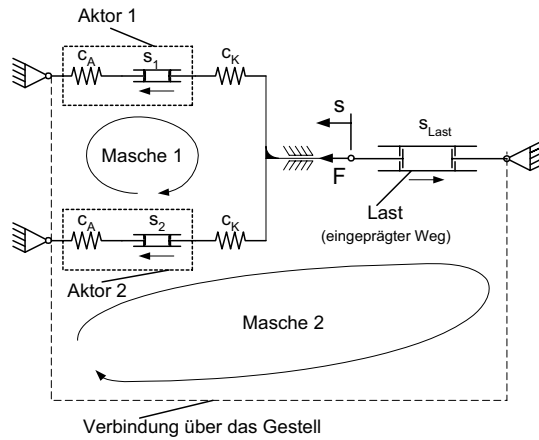 Aktor 1
c_A s_1 c_K
s s_Last
Masche 1
F
Last
(eingeprägter Weg)
c_A s_2 c_K
Aktor 2
Masche 2
Verbindung über das Gestell